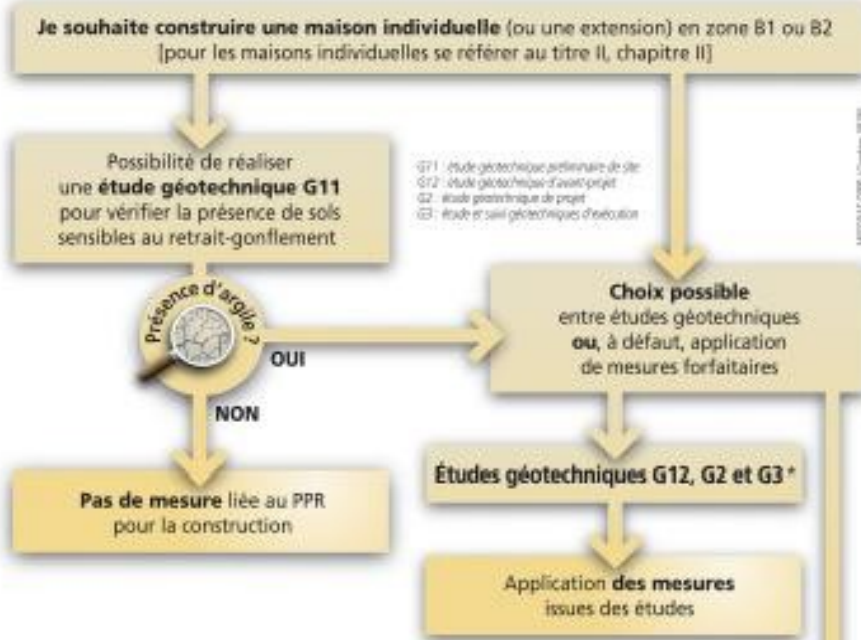 Je souhaite construire une maison individuelle (ou une extension) en zone B1 ou B2
[pour les maisons individuelles se référer au titre II, chapitre II]
Possibilité de réaliser
une étude géotechnique G11
pour vérifier la présence de sols
sensibles au retrait-gonflement
G11 : étude géotechnique préliminaire de site
G12 : étude géotechnique d'avant-projet
G2 : étude géotechnique de projet
G3 : étude et suivi géotechniques d'exécution
Présence d'argile ?
OUI
NON
Choix possible
entre études géotechniques
ou, à défaut, application
de mesures forfaitaires
Pas de mesure liée au PPR
pour la construction
Études géotechniques G12, G2 et G3 *
Application des mesures
issues des études